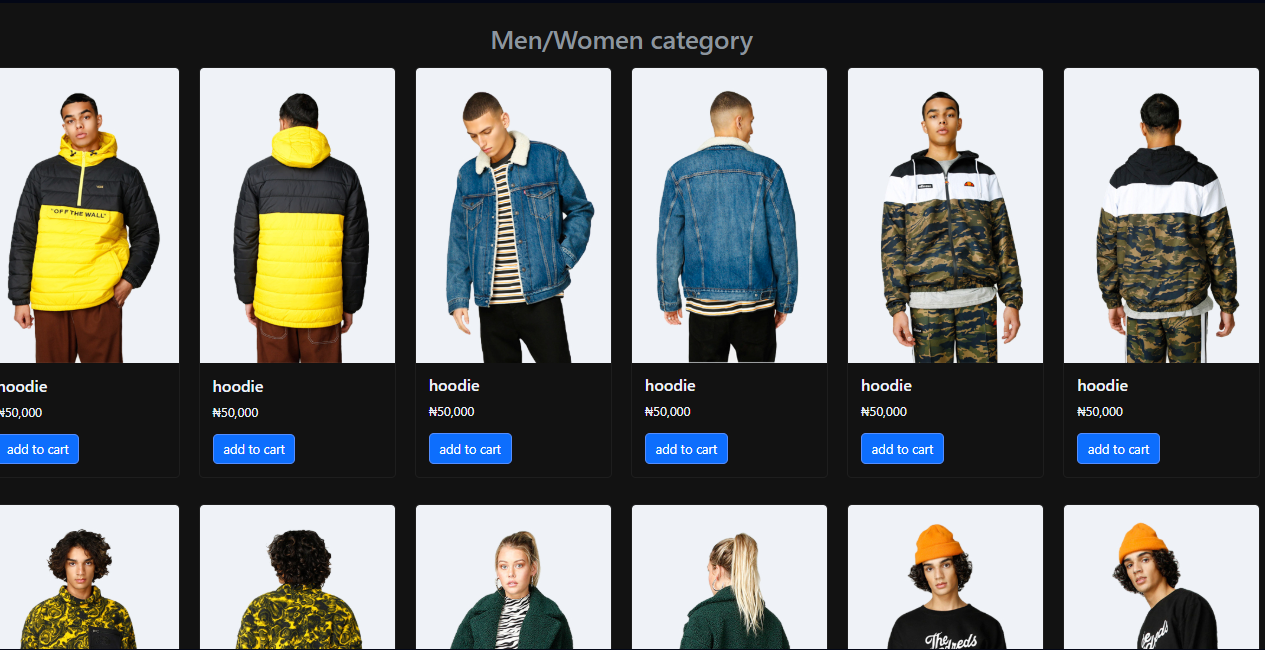 Men/Women category
"OFF THE WALL"
hoodie
₦50,000
add to cart
hoodie
₦50,000
add to cart
hoodie
₦50,000
add to cart
hoodie
₦50,000
add to cart
hoodie
₦50,000
add to cart
hoodie
₦50,000
add to cart
The